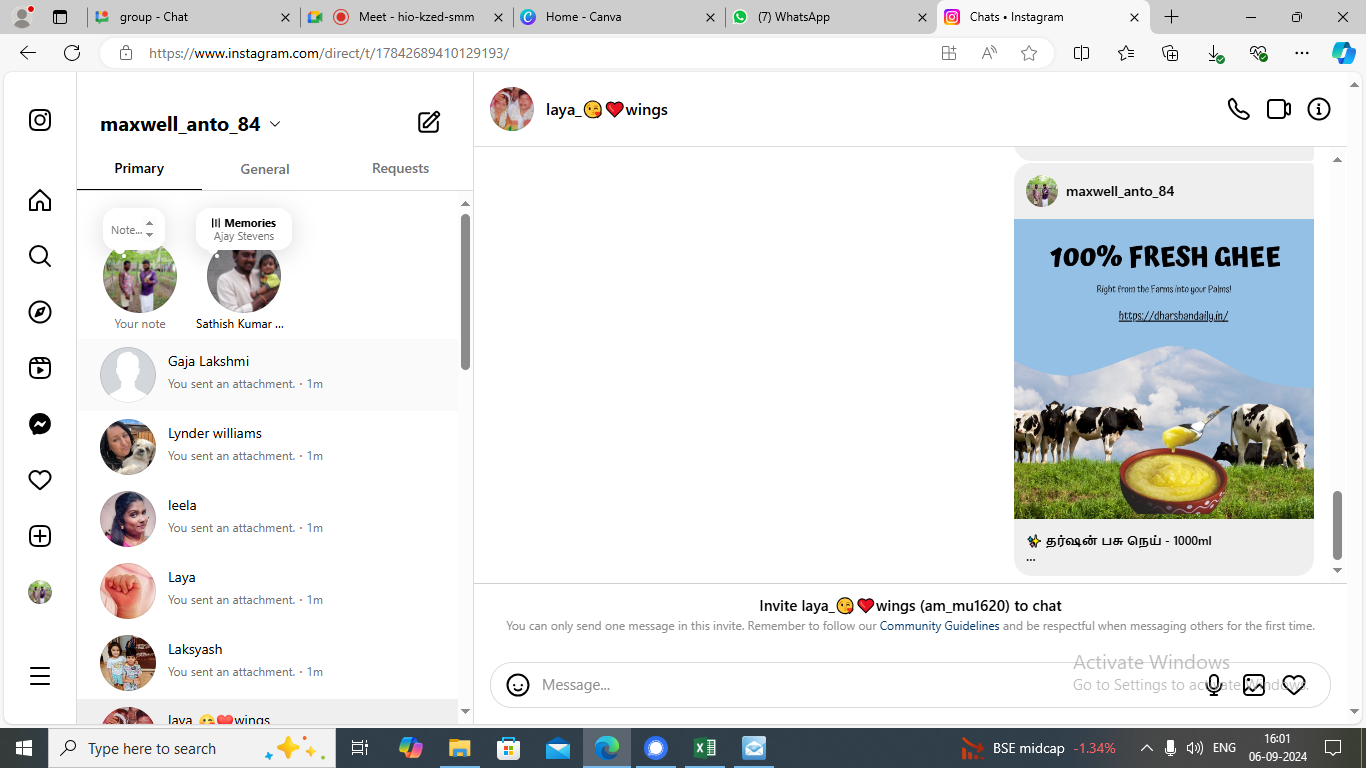 group - Chat
Meet - hio-kzed-smm
Home - Canva
(7) WhatsApp
Chats • Instagram
https://www.instagram.com/direct/t/17842689410129193/
maxwell_anto_84
Primary
General
Requests
Note...
Memories
Ajay Stevens
Your note
Sathish Kumar ...
Gaja Lakshmi
You sent an attachment. · 1m
Lynder williams
You sent an attachment. · 1m
leela
You sent an attachment. · 1m
Laya
You sent an attachment. · 1m
Laksyash
You sent an attachment. · 1m
laya_😘❤️wings
laya_😘❤️wings
maxwell_anto_84
100% FRESH GHEE
Right from the Farms into your Palms!
https://dharshandaily.in/
✨ தர்ஷன் பசு நெய் - 1000ml
...
Invite laya_😘❤️wings (am_mu1620) to chat
You can only send one message in this invite. Remember to follow our Community Guidelines and be respectful when messaging others for the first time.
Message...
Activate Windows
Go to Settings to activate Windows.
Type here to search
BSE midcap -1.34%
ENG
16:01
06-09-2024